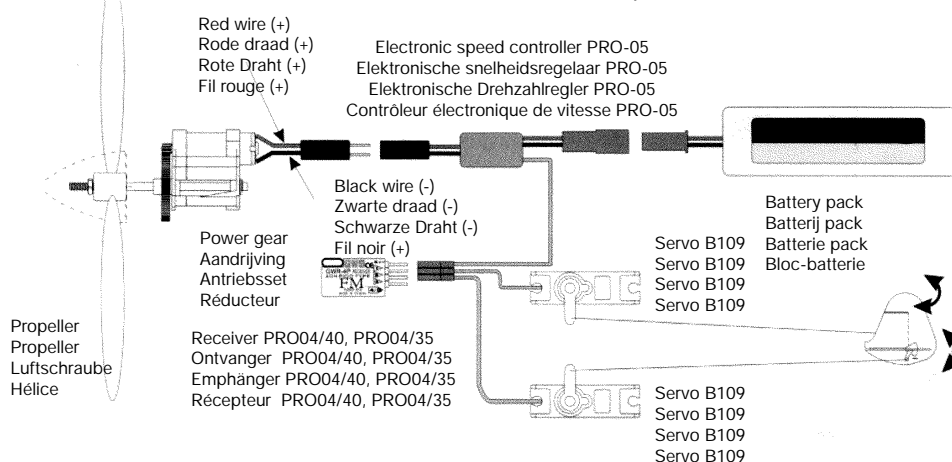 Red wire (+)
Rode draad (+)
Rote Draht (+)
Fil rouge (+)
Electronic speed controller PRO-05
Elektronische snelheidsregelaar PRO-05
Elektronische Drehzahlregler PRO-05
Contrôleur électronique de vitesse PRO-05
Black wire (-)
Zwarte draad (-)
Schwarze Draht (-)
Fil noir (+)
Battery pack
Batterij pack
Batterie pack
Bloc-batterie
Power gear
Aandrijving
Antriebsset
Réducteur
FM
Servo B109
Servo B109
Servo B109
Servo B109
Propeller
Propeller
Luftschraube
Hélice
Receiver PRO04/40, PRO04/35
Ontvanger PRO04/40, PRO04/35
Emphänger PRO04/40, PRO04/35
Récepteur PRO04/40, PRO04/35
Servo B109
Servo B109
Servo B109
Servo B109